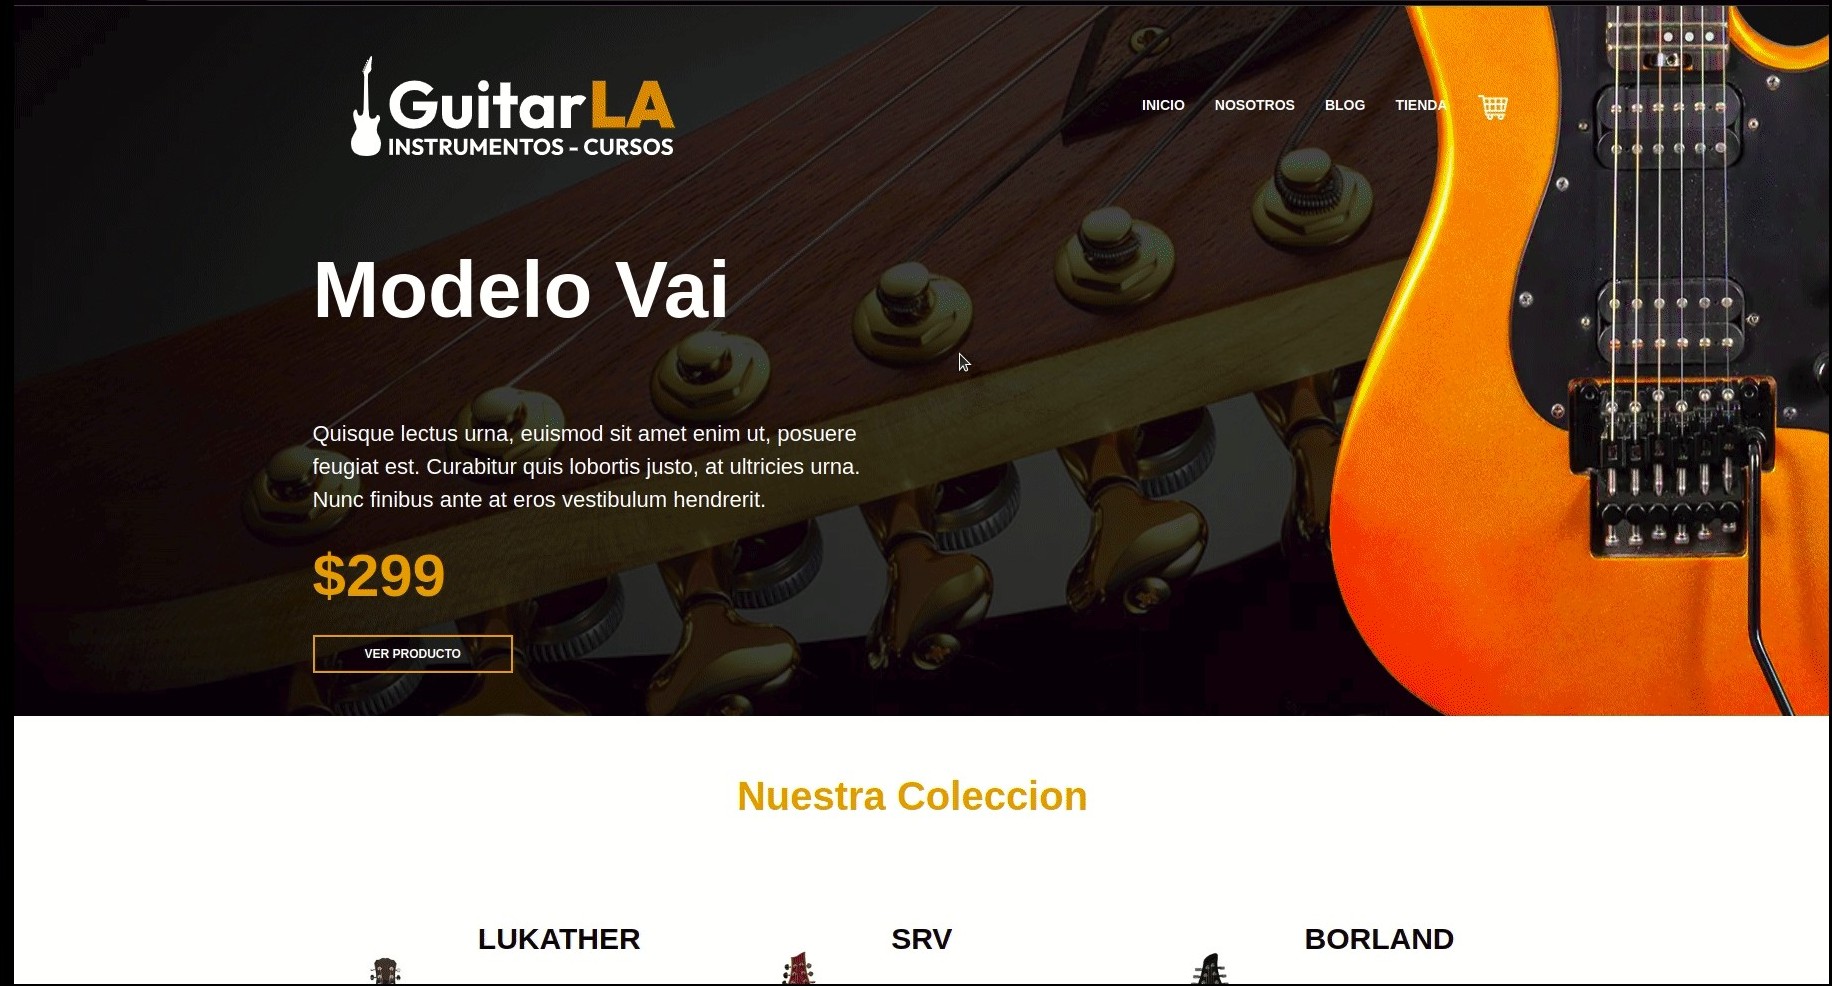 GuitarLA
INSTRUMENTOS - CURSOS
INICIO NOSOTROS BLOG TIENDA
Modelo Vai
Quisque lectus urna, euismod sit amet enim ut, posuere
feugiat est. Curabitur quis lobortis justo, at ultricies urna.
Nunc finibus ante at eros vestibulum hendrerit.
$299
VER PRODUCTO
Nuestra Coleccion
LUKATHER SRV BORLAND